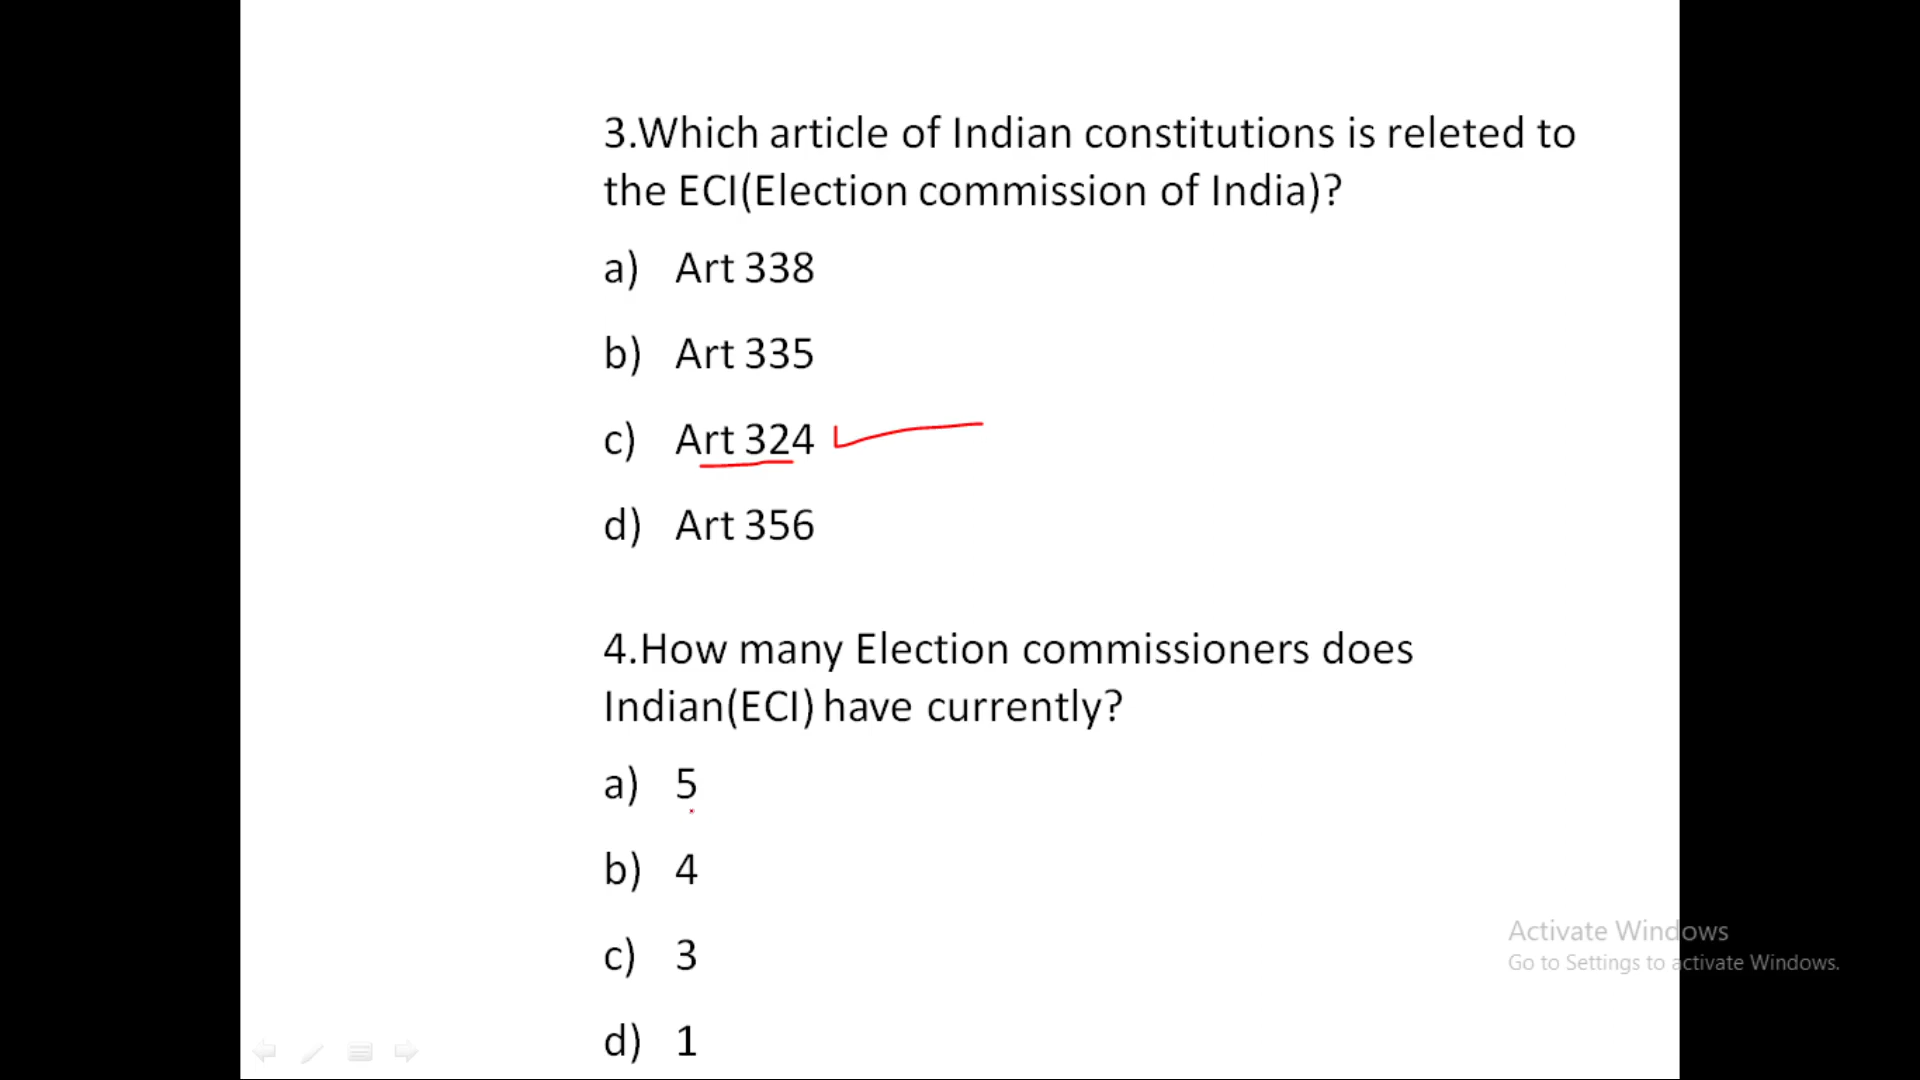 3.Which article of Indian constitutions is releted to
the ECI(Election commission of India)?
a) Art 338
b) Art 335
c) Art 324
d) Art 356
4.How many Election commissioners does
Indian(ECI) have currently?
a) 5
b) 4
c) 3
d) 1
Activate Windows
Go to Settings to activate Windows.